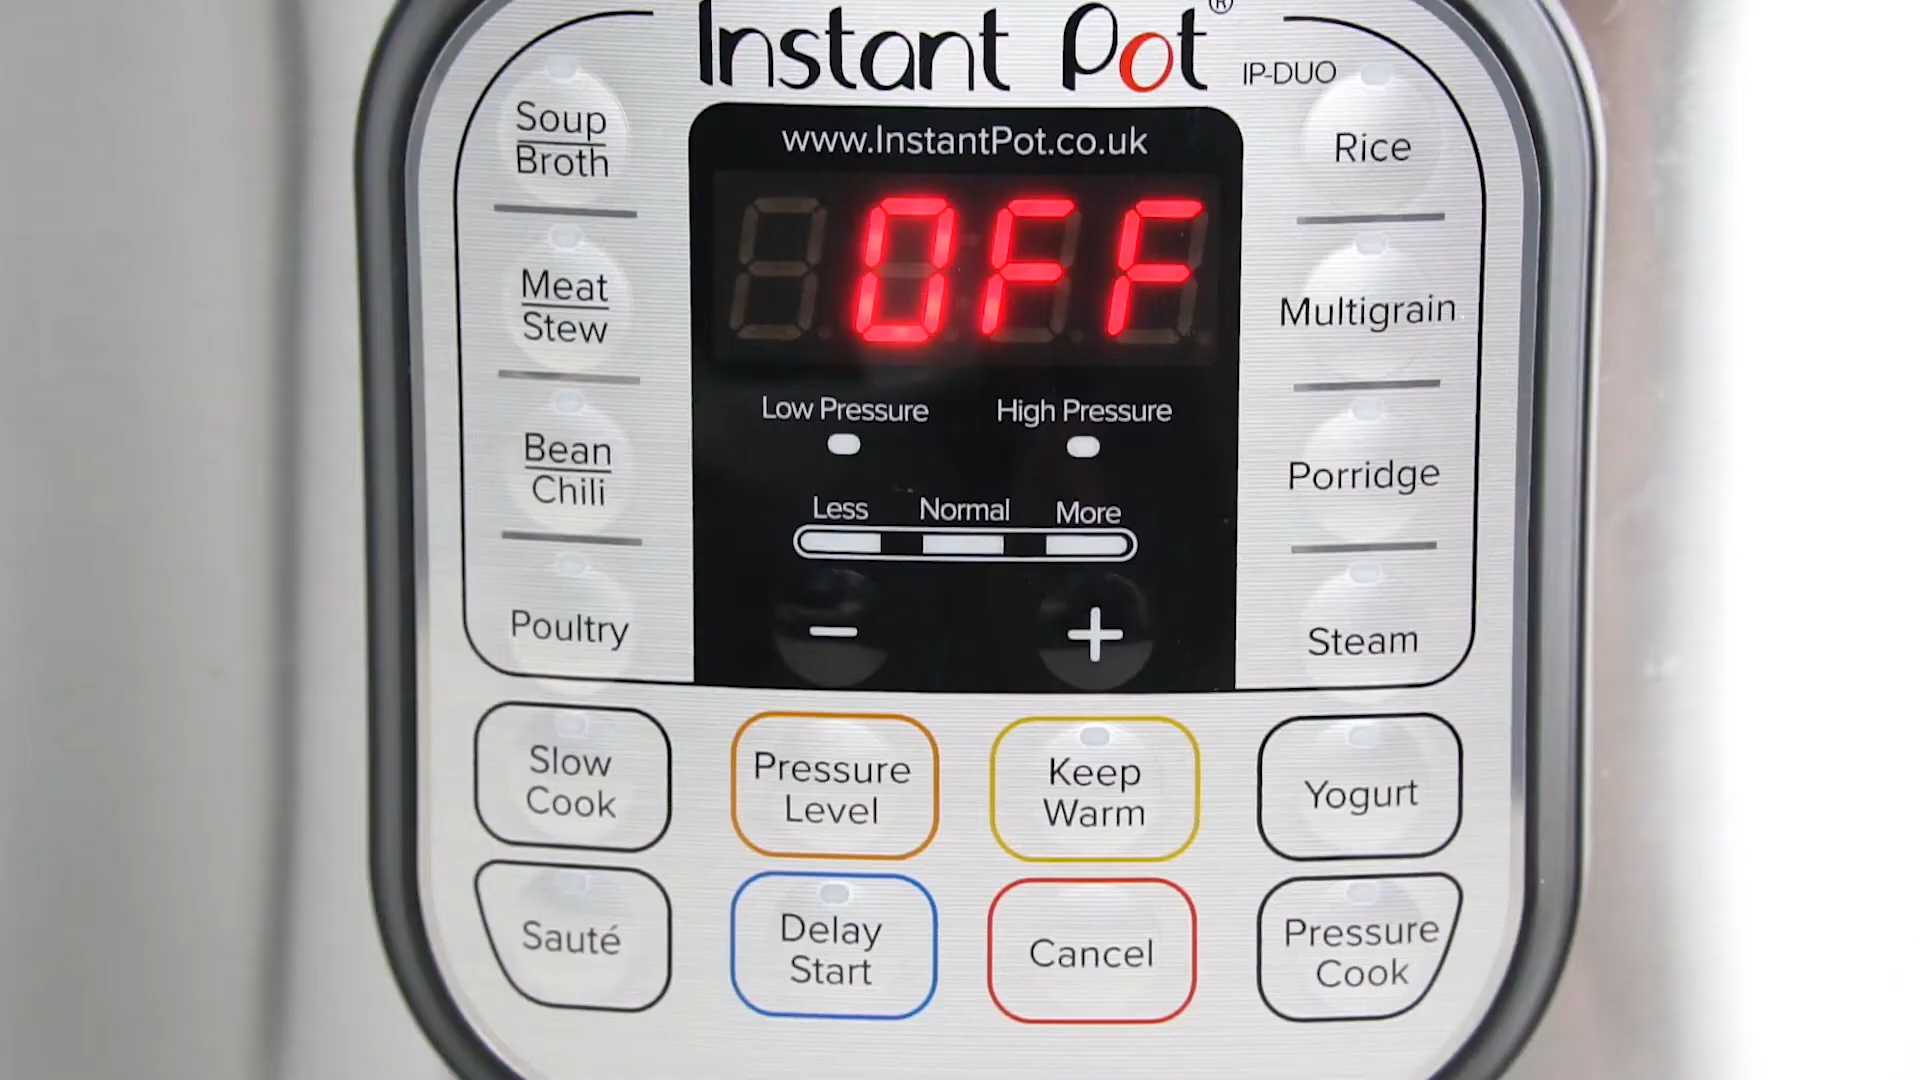 Instant Pot®
IP-DUO
www.InstantPot.co.uk
OFF
Low Pressure
High Pressure
Less
Normal
More
−
+
Soup
Broth
Meat
Stew
Bean
Chili
Poultry
Rice
Multigrain
Porridge
Steam
Slow
Cook
Pressure
Level
Keep
Warm
Yogurt
Sauté
Delay
Start
Cancel
Pressure
Cook